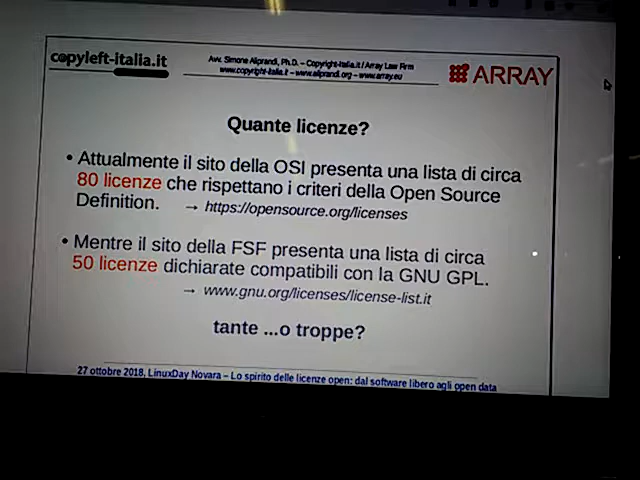 copyleft-italia.it
Avv. Simone Aliprandi, Ph.D. – Copyright-Italia.it / Array Law Firm
www.copyright-italia.it – www.aliprandi.org – www.array.eu
ARRAY
Quante licenze?
• Attualmente il sito della OSI presenta una lista di circa
80 licenze che rispettano i criteri della Open Source
Definition. → https://opensource.org/licenses
• Mentre il sito della FSF presenta una lista di circa
50 licenze dichiarate compatibili con la GNU GPL.
→ www.gnu.org/licenses/license-list.it
tante ...o troppe?
27 ottobre 2018, LinuxDay Novara – Lo spirito delle licenze open: dal software libero agli open data